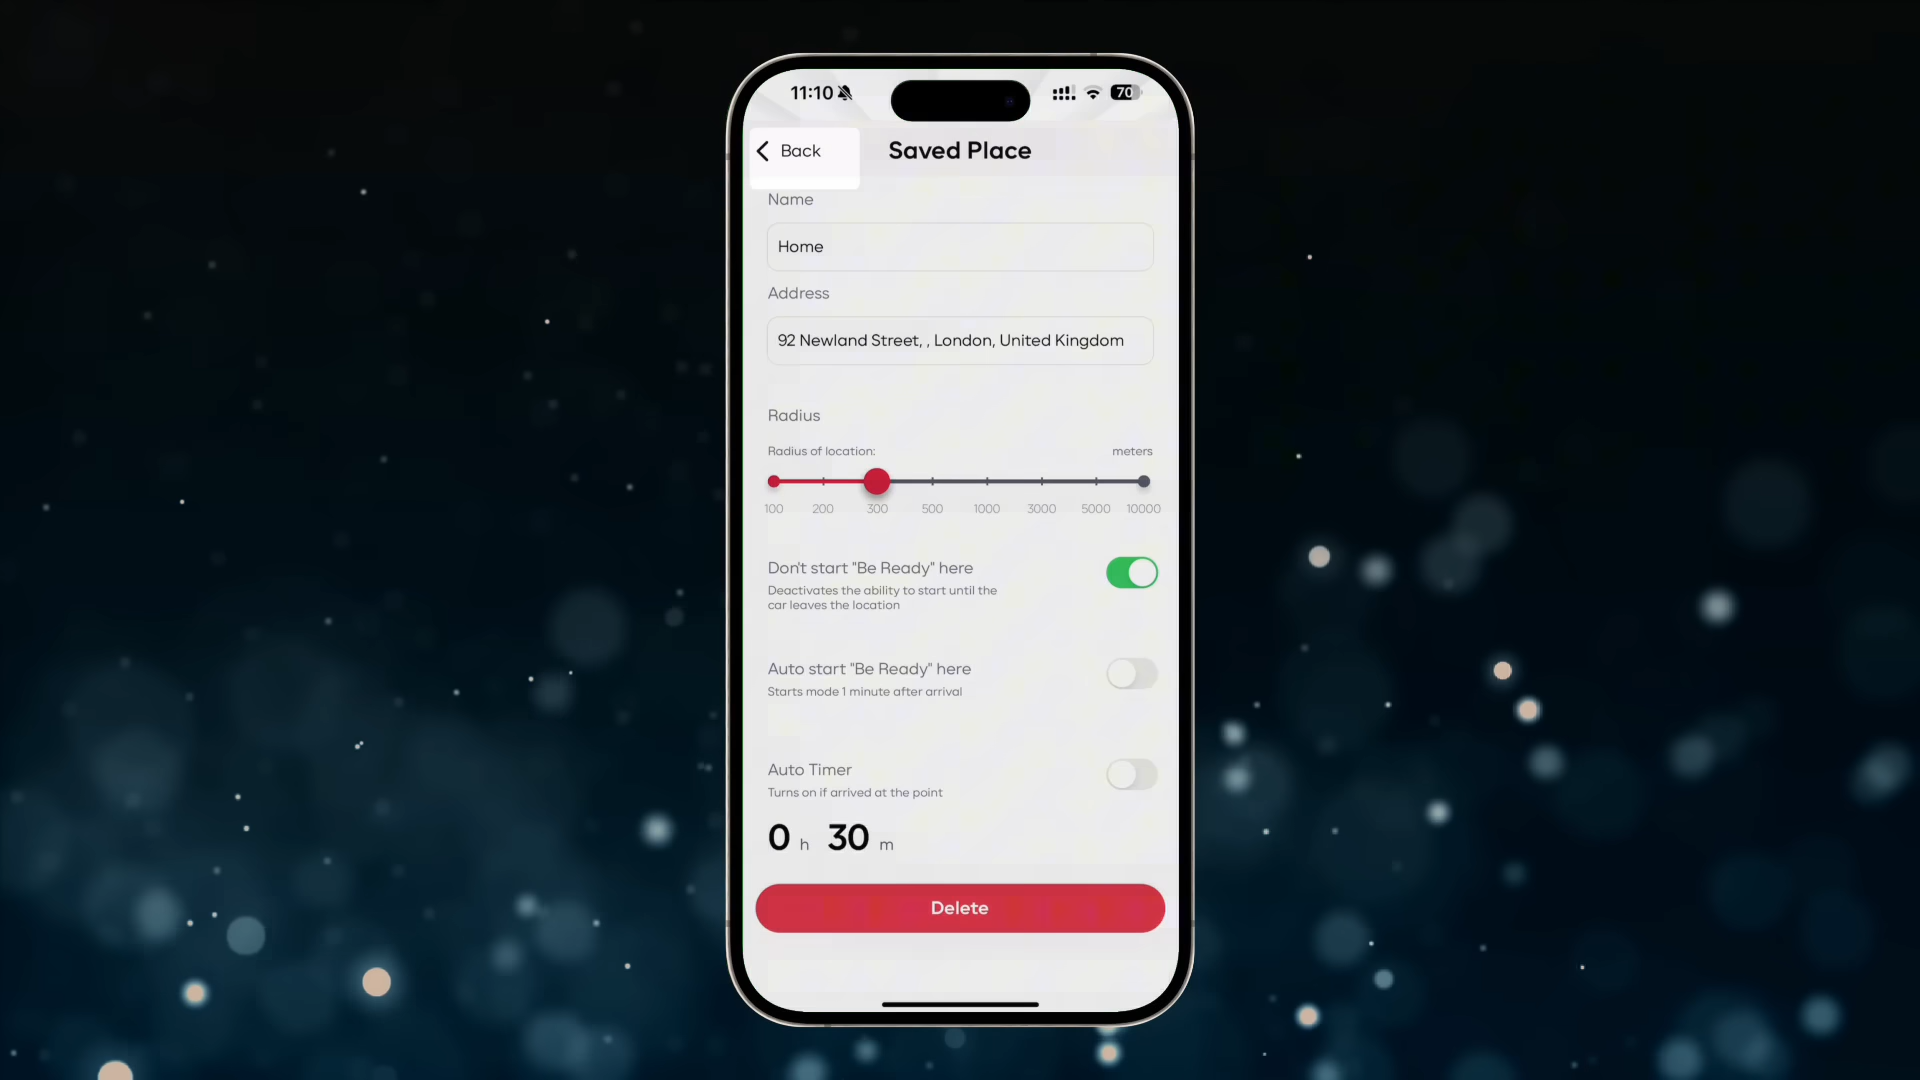 11:10 70
Back Saved Place
Name
Home
Address
92 Newland Street, , London, United Kingdom
Radius
Radius of location: meters
100 200 300 500 1000 3000 5000 10000
Don't start "Be Ready" here
Deactivates the ability to start until the
car leaves the location
Auto start "Be Ready" here
Starts mode 1 minute after arrival
Auto Timer
Turns on if arrived at the point
0 h 30 m
Delete